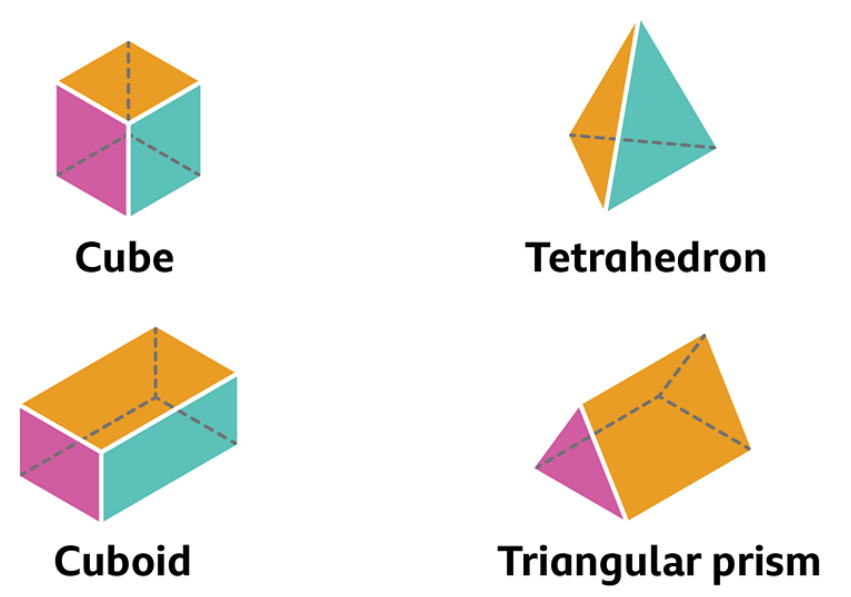 Cube
Tetrahedron
Cuboid
Triangular prism